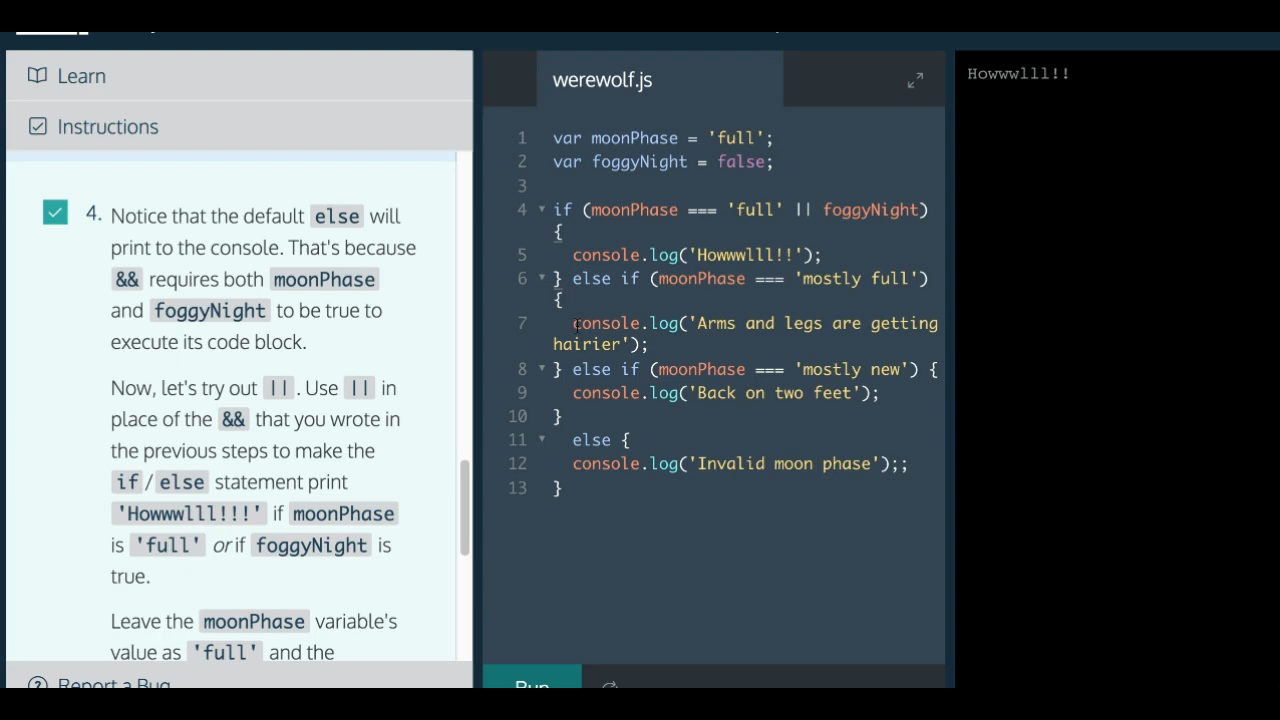 Learn
Instructions
4. Notice that the default else will
print to the console. That's because
&& requires both moonPhase
and foggyNight to be true to
execute its code block.
Now, let's try out ||. Use || in
place of the && that you wrote in
the previous steps to make the
if/else statement print
'Howwwlll!!!' if moonPhase
is 'full' or if foggyNight is
true.
Leave the moonPhase variable's
value as 'full' and the
Report a Bug
werewolf.js
1 var moonPhase = 'full';
2 var foggyNight = false;
3
4 if (moonPhase === 'full' || foggyNight)
{
5 console.log('Howwwlll!!');
6 } else if (moonPhase === 'mostly full')
{
7 console.log('Arms and legs are getting
hairier');
8 } else if (moonPhase === 'mostly new') {
9 console.log('Back on two feet');
10 }
11 else {
12 console.log('Invalid moon phase');;
13 }
Run
Howwwlll!!